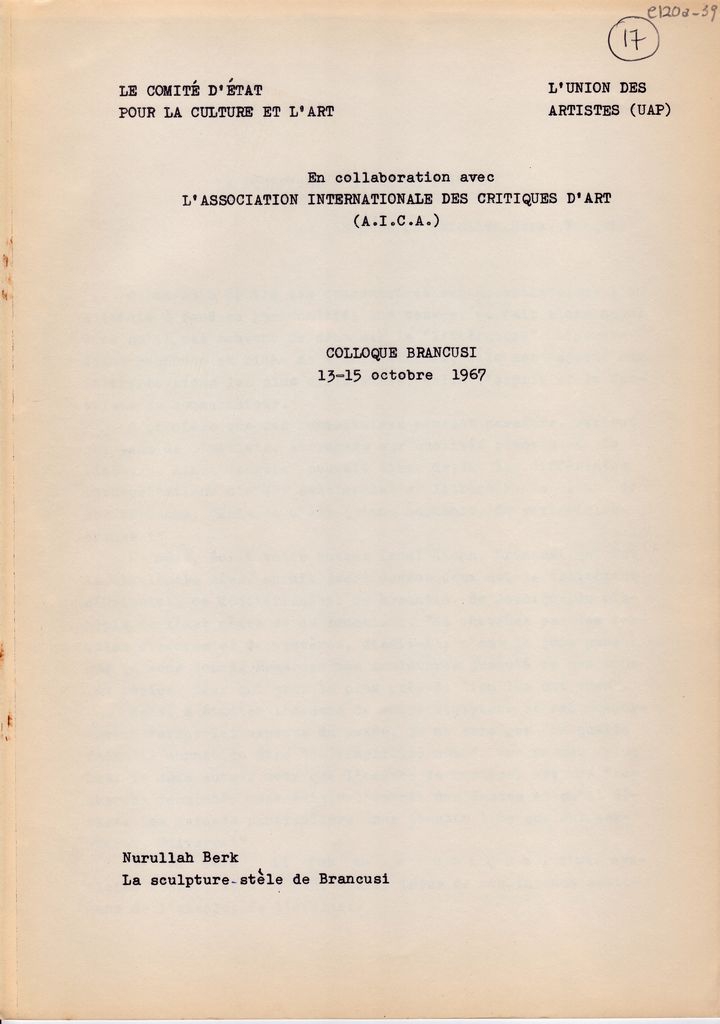 e120a-39
17
LE COMITÉ D'ÉTAT
POUR LA CULTURE ET L'ART
L'UNION DES
ARTISTES (UAP)
En collaboration avec
L'ASSOCIATION INTERNATIONALE DES CRITIQUES D'ART
(A.I.C.A.)
COLLOQUE BRANCUSI
13-15 octobre 1967
Nurullah Berk
La sculpture-stèle de Brancusi